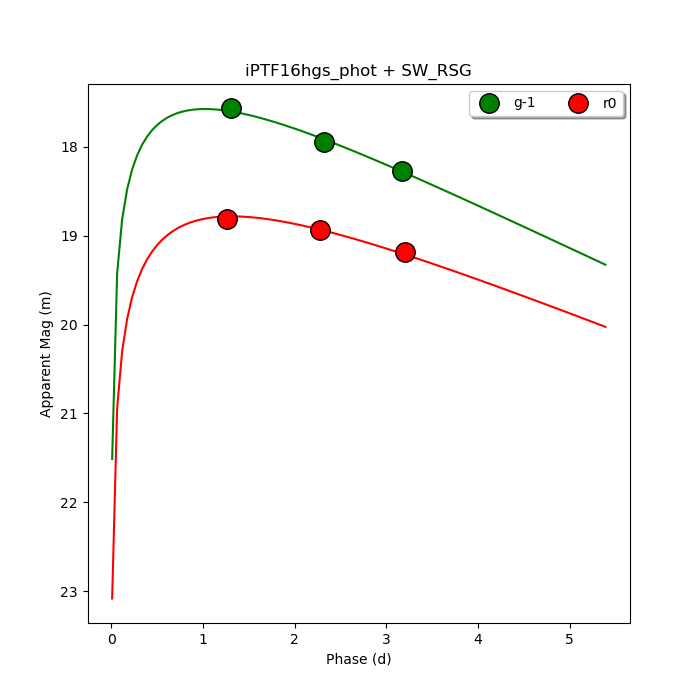 iPTF16hgs_phot + SW_RSG
g-1 r0
18
19
20
21
22
23
Apparent Mag (m)
0 1 2 3 4 5
Phase (d)